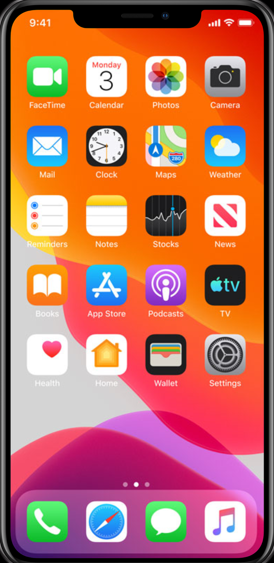 9:41
Monday
3
FaceTime Calendar Photos Camera
280
Mail Clock Maps Weather
Reminders Notes Stocks News
tv
Books App Store Podcasts TV
Health Home Wallet Settings